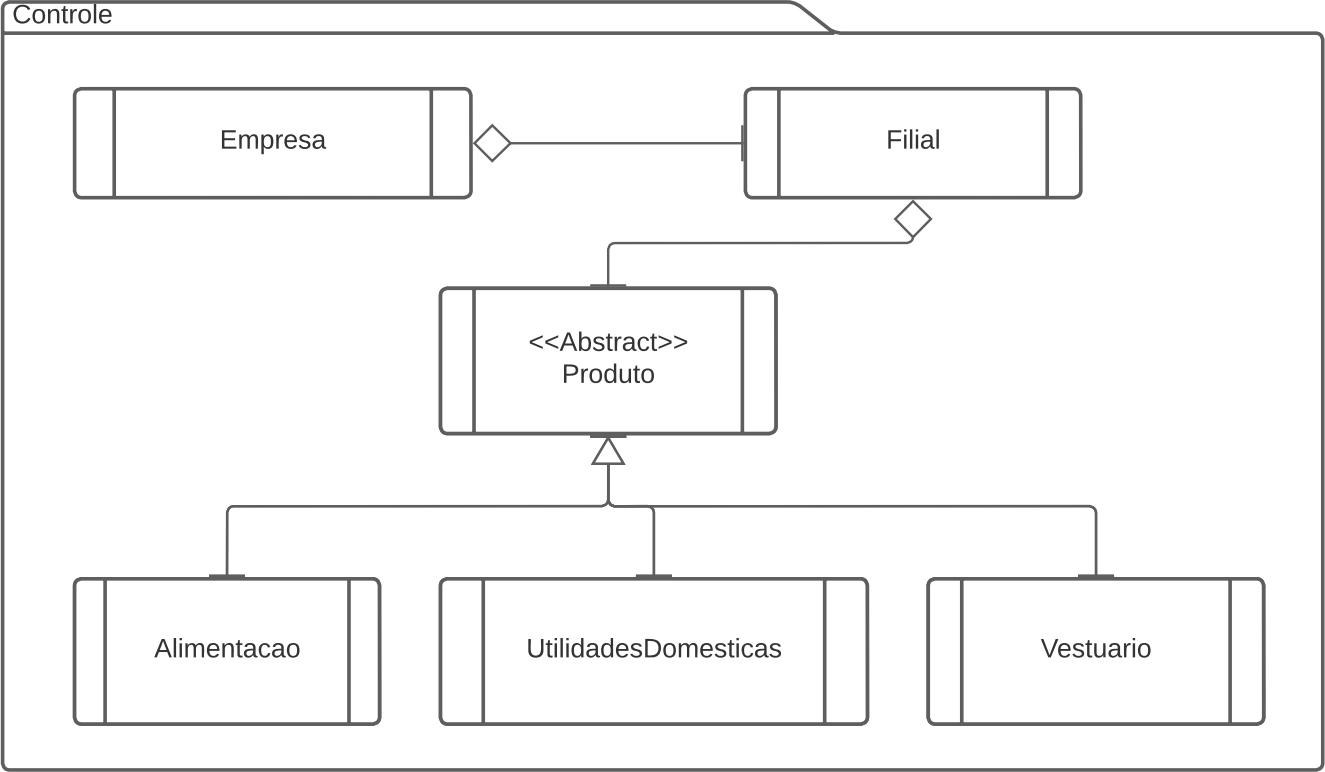 Controle
Empresa
Filial
<<Abstract>>
Produto
Alimentacao
UtilidadesDomesticas
Vestuario